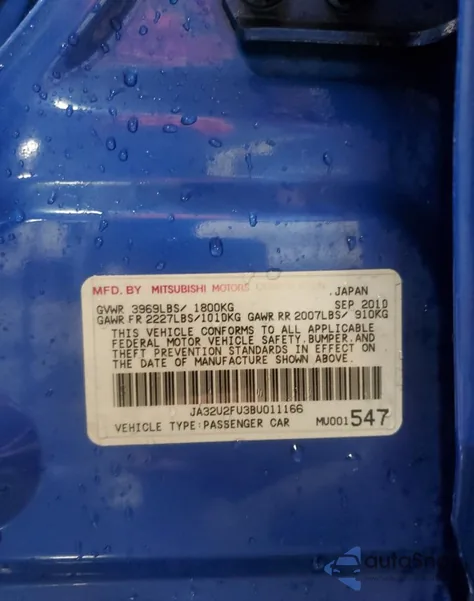 MFD. BY MITSUBISHI MOTORS JAPAN
GVWR 3969LBS/ 1800KG SEP 2010
GAWR FR 2227LBS/1010KG GAWR RR 2007LBS/ 910KG
THIS VEHICLE CONFORMS TO ALL APPLICABLE
FEDERAL MOTOR VEHICLE SAFETY,BUMPER,AND
THEFT PREVENTION STANDARDS IN EFFECT ON
THE DATE OF MANUFACTURE SHOWN ABOVE.
JA32U2FU3BU011166
VEHICLE TYPE:PASSENGER CAR MU001547